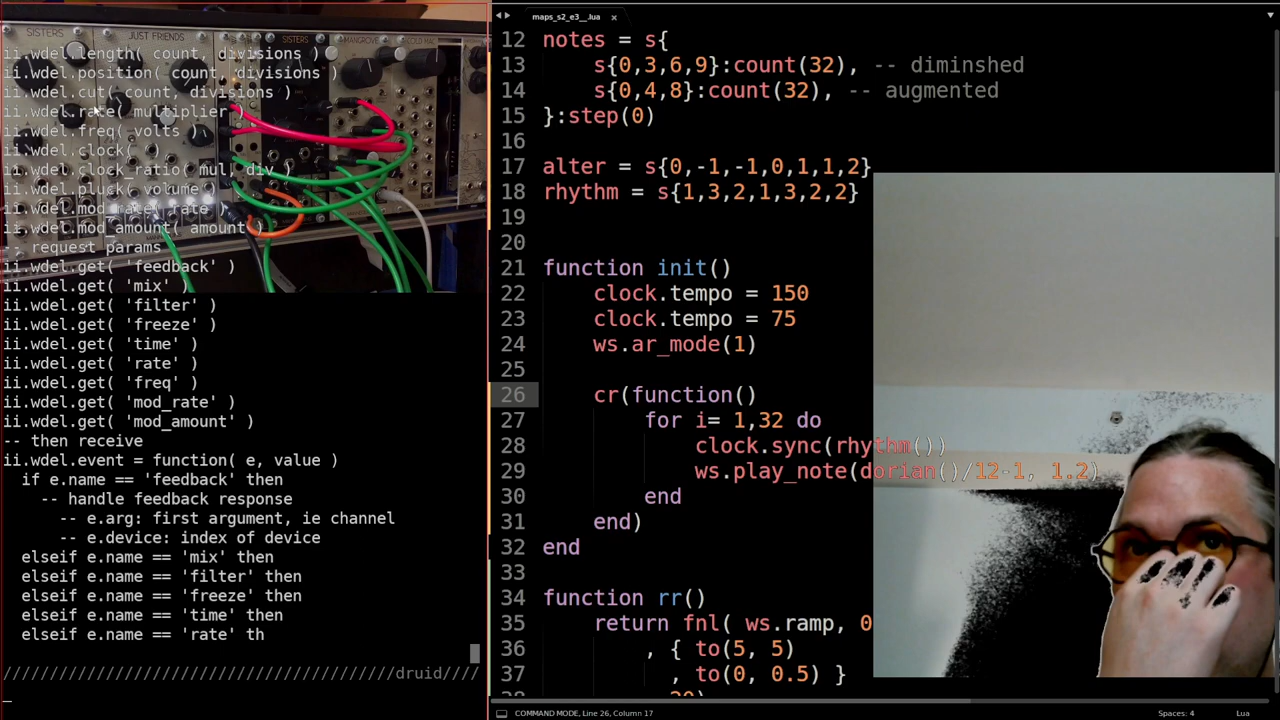 SISTERS
JUST FRIENDS
SISTERS
MANGROVE
COLD MAC
ii.wdel.length( count, divisions )
ii.wdel.position( count, divisions )
ii.wdel.cut( count, divisions )
ii.wdel.rate( multiplier )
ii.wdel.freq( volts )
ii.wdel.clock( )
ii.wdel.clock_ratio( mul, div )
ii.wdel.pluck( volume )
ii.wdel.mod_rate( rate )
ii.wdel.mod_amount( amount )
-- request params
ii.wdel.get( 'feedback' )
ii.wdel.get( 'mix' )
ii.wdel.get( 'filter' )
ii.wdel.get( 'freeze' )
ii.wdel.get( 'time' )
ii.wdel.get( 'rate' )
ii.wdel.get( 'freq' )
ii.wdel.get( 'mod_rate' )
ii.wdel.get( 'mod_amount' )
-- then receive
ii.wdel.event = function( e, value )
if e.name == 'feedback' then
-- handle feedback response
-- e.arg: first argument, ie channel
-- e.device: index of device
elseif e.name == 'mix' then
elseif e.name == 'filter' then
elseif e.name == 'freeze' then
elseif e.name == 'time' then
elseif e.name == 'rate' th
//////////////////////////////////////////druid////
maps_s2_e3__.lua
12 notes = s{
13 s{0,3,6,9}:count(32), -- diminshed
14 s{0,4,8}:count(32), -- augmented
15 }:step(0)
16
17 alter = s{0,-1,-1,0,1,1,2}
18 rhythm = s{1,3,2,1,3,2,2}
19
20
21 function init()
22 clock.tempo = 150
23 clock.tempo = 75
24 ws.ar_mode(1)
25
26 cr(function()
27 for i= 1,32 do
28 clock.sync(rhythm())
29 ws.play_note(dorian()/12-1, 1.2)
30 end
31 end)
32 end
33
34 function rr()
35 return fnl( ws.ramp, 0
36 , { to(5, 5)
37 , to(0, 0.5) }
COMMAND MODE, Line 26, Column 17
Spaces: 4
Lua